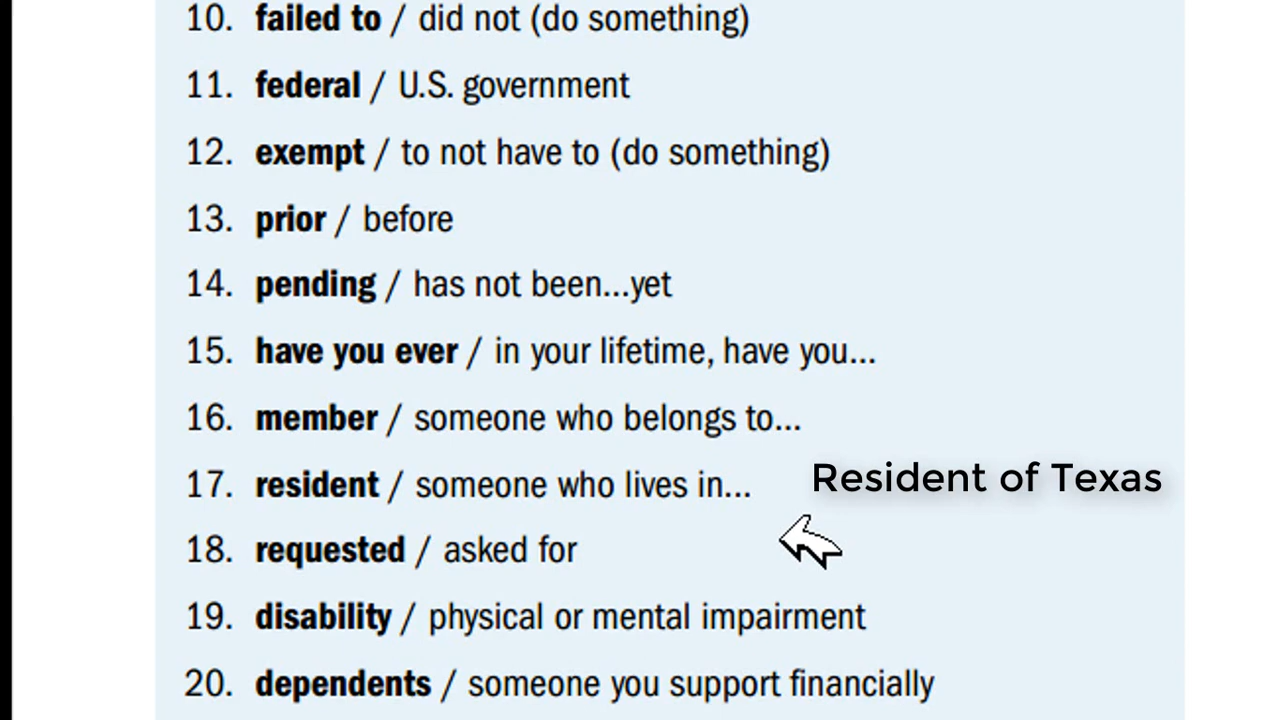 10. failed to / did not (do something)
11. federal / U.S. government
12. exempt / to not have to (do something)
13. prior / before
14. pending / has not been...yet
15. have you ever / in your lifetime, have you...
16. member / someone who belongs to...
17. resident / someone who lives in... Resident of Texas
18. requested / asked for
19. disability / physical or mental impairment
20. dependents / someone you support financially